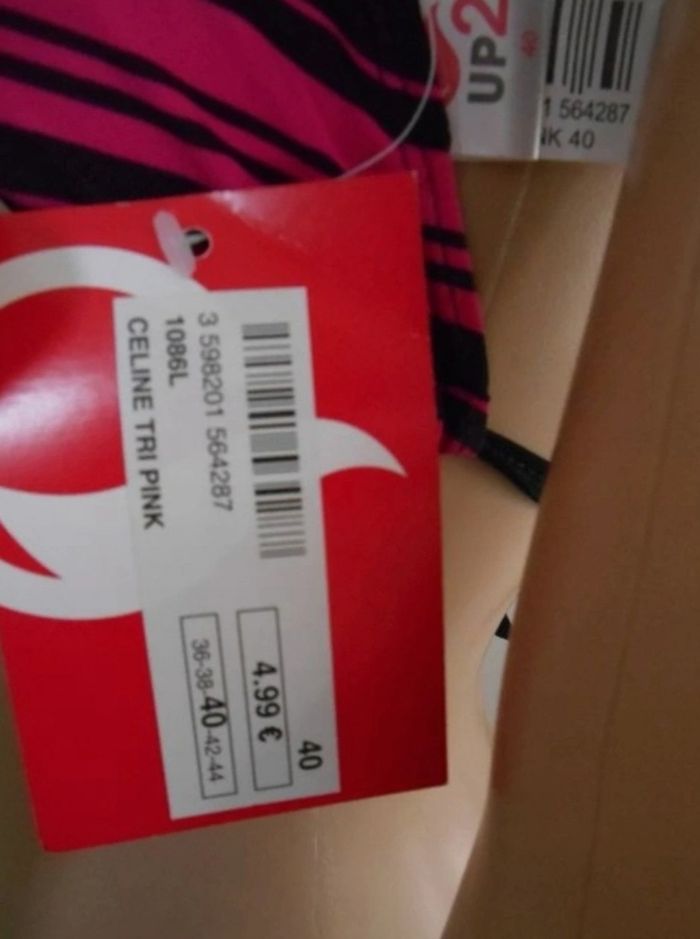 UP2
40
1 564287
NK 40
3 598201 564287
1086L
CELINE TRI PINK
40
4.99 €
36-38-40-42-44